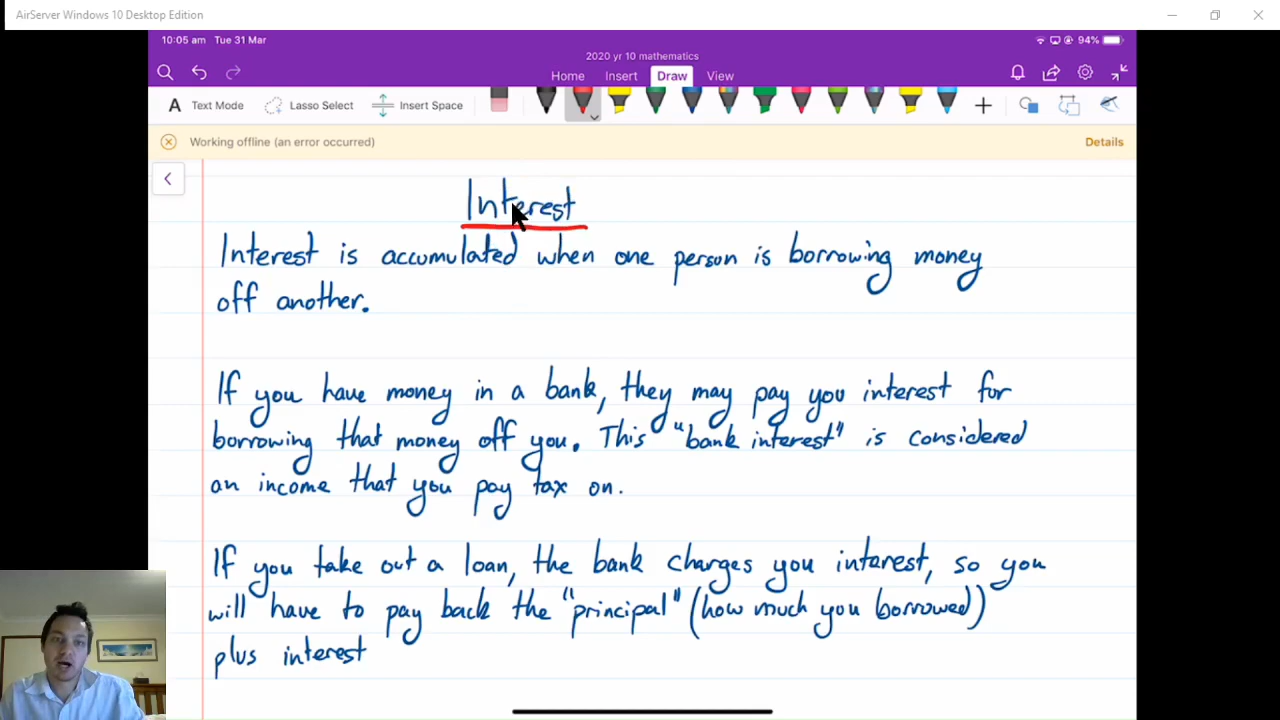 AirServer Windows 10 Desktop Edition
10:05 am Tue 31 Mar
94%
2020 yr 10 mathematics
Home Insert Draw View
A Text Mode Lasso Select Insert Space
Working offline (an error occurred) Details
Interest
Interest is accumulated when one person is borrowing money
off another.
If you have money in a bank, they may pay you interest for
borrowing that money off you. This "bank interest" is considered
an income that you pay tax on.
If you take out a loan, the bank charges you interest, so you
will have to pay back the "principal" (how much you borrowed)
plus interest